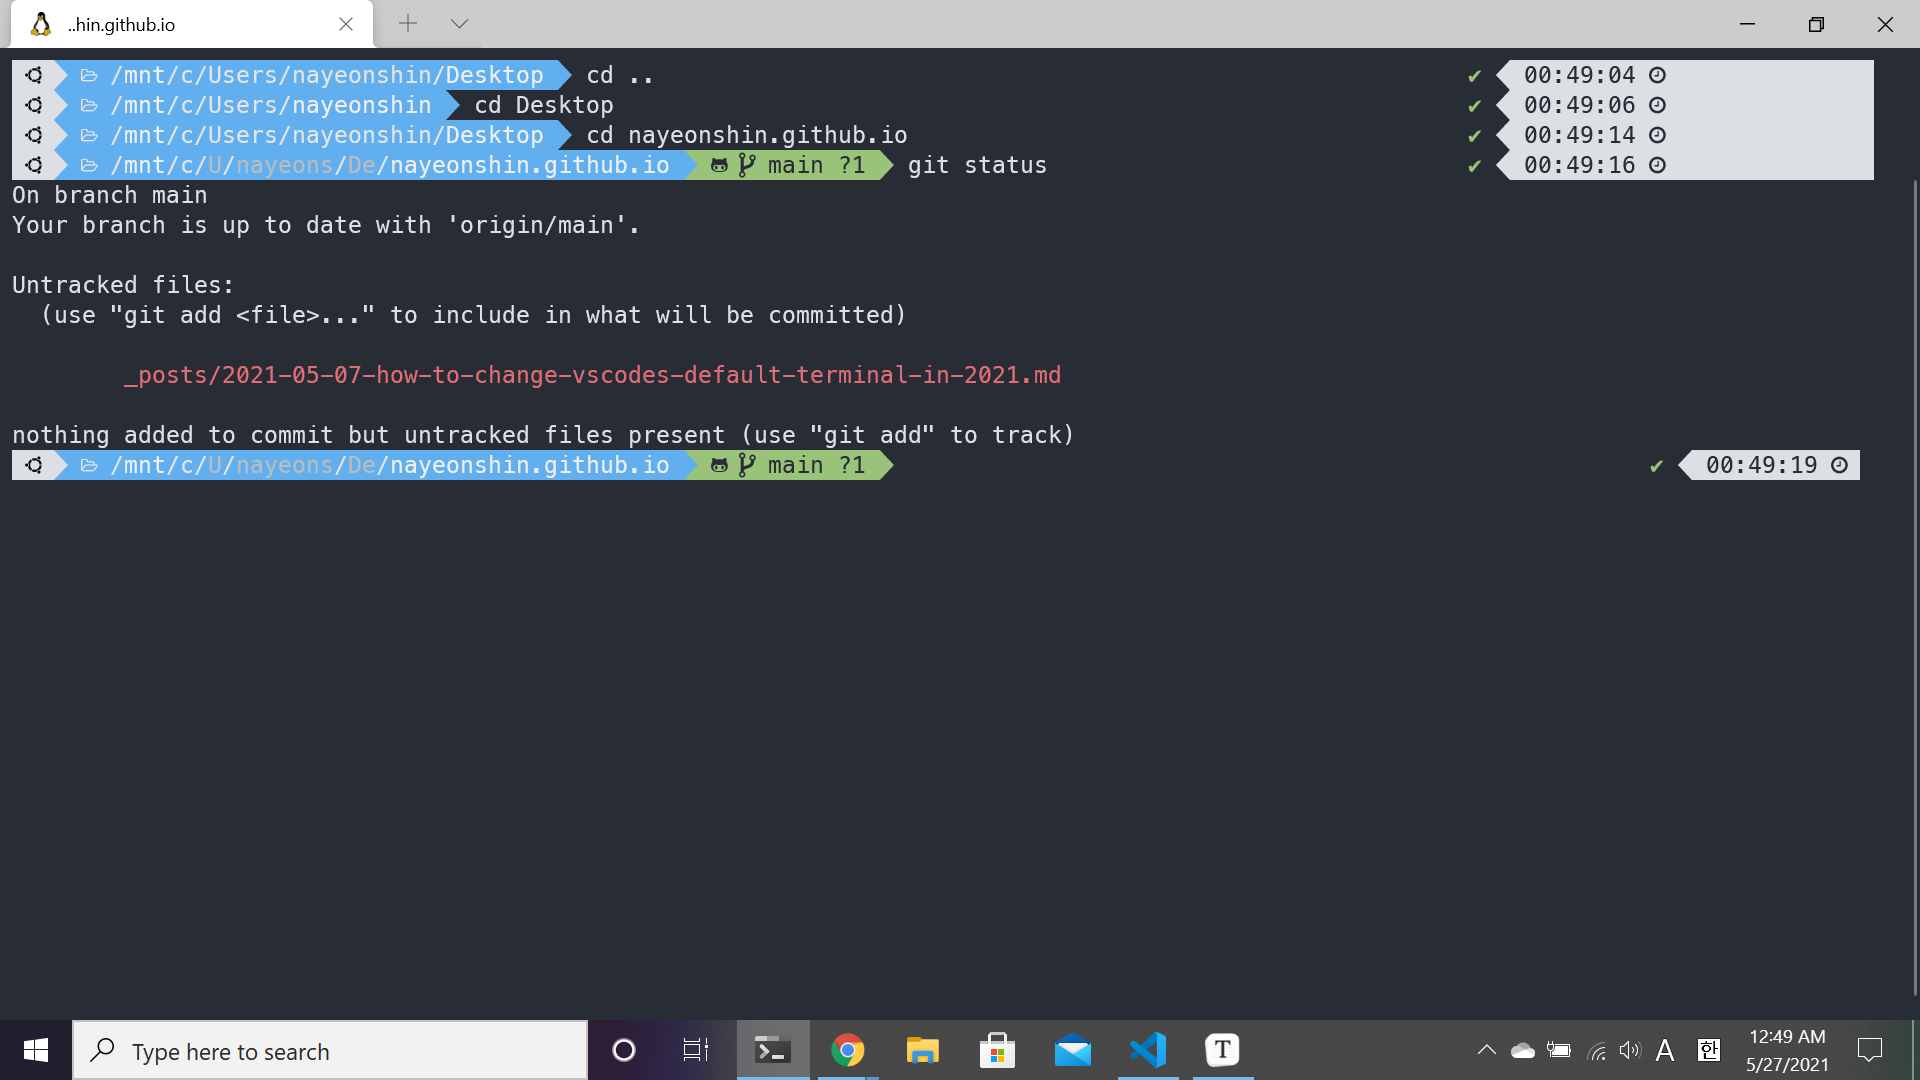 ..hin.github.io
/mnt/c/Users/nayeonshin/Desktop cd .. ✔ 00:49:04
/mnt/c/Users/nayeonshin cd Desktop ✔ 00:49:06
/mnt/c/Users/nayeonshin/Desktop cd nayeonshin.github.io ✔ 00:49:14
/mnt/c/U/nayeons/De/nayeonshin.github.io main ?1 git status ✔ 00:49:16
On branch main
Your branch is up to date with 'origin/main'.
Untracked files:
(use "git add <file>..." to include in what will be committed)
_posts/2021-05-07-how-to-change-vscodes-default-terminal-in-2021.md
nothing added to commit but untracked files present (use "git add" to track)
/mnt/c/U/nayeons/De/nayeonshin.github.io main ?1 ✔ 00:49:19
Type here to search
T
A 한
12:49 AM
5/27/2021